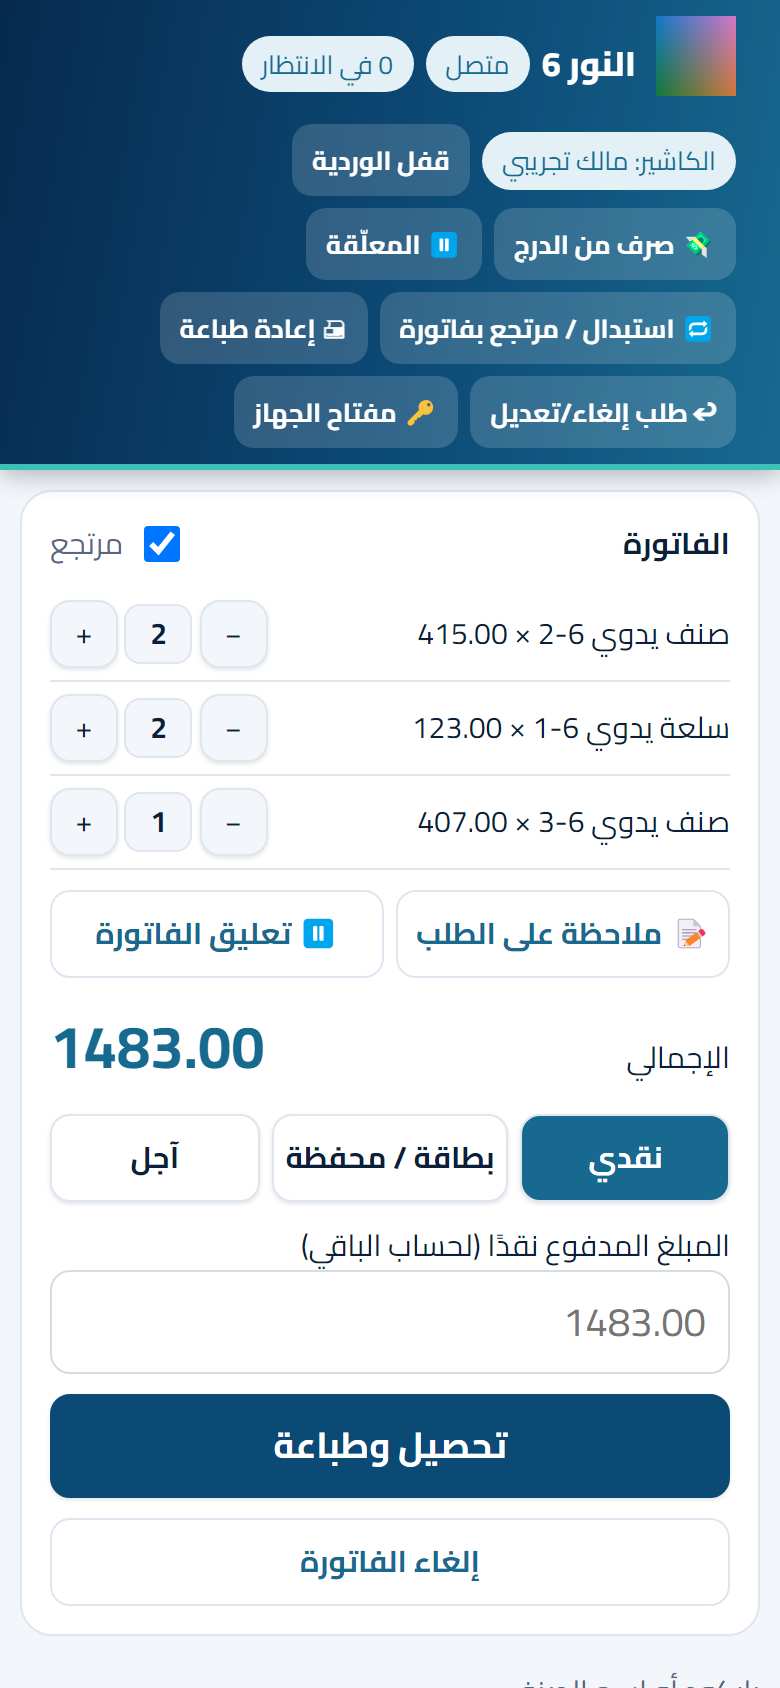 النور 6
متصل
0 في الانتظار
الكاشير: مالك تجريبي
قفل الوردية
💸 صرف من الدرج
⏸ المعلّقة
🔁 استبدال / مرتجع بفاتورة
🖨 إعادة طباعة
↩ طلب إلغاء/تعديل
🔑 مفتاح الجهاز
الفاتورة
مرتجع
صنف يدوي 6-2 × 415.00
− 2 +
سلعة يدوي 6-1 × 123.00
− 2 +
صنف يدوي 6-3 × 407.00
− 1 +
📝 ملاحظة على الطلب
⏸ تعليق الفاتورة
الإجمالي
1483.00
نقدي
بطاقة / محفظة
آجل
المبلغ المدفوع نقدًا (لحساب الباقي)
1483.00
تحصيل وطباعة
إلغاء الفاتورة